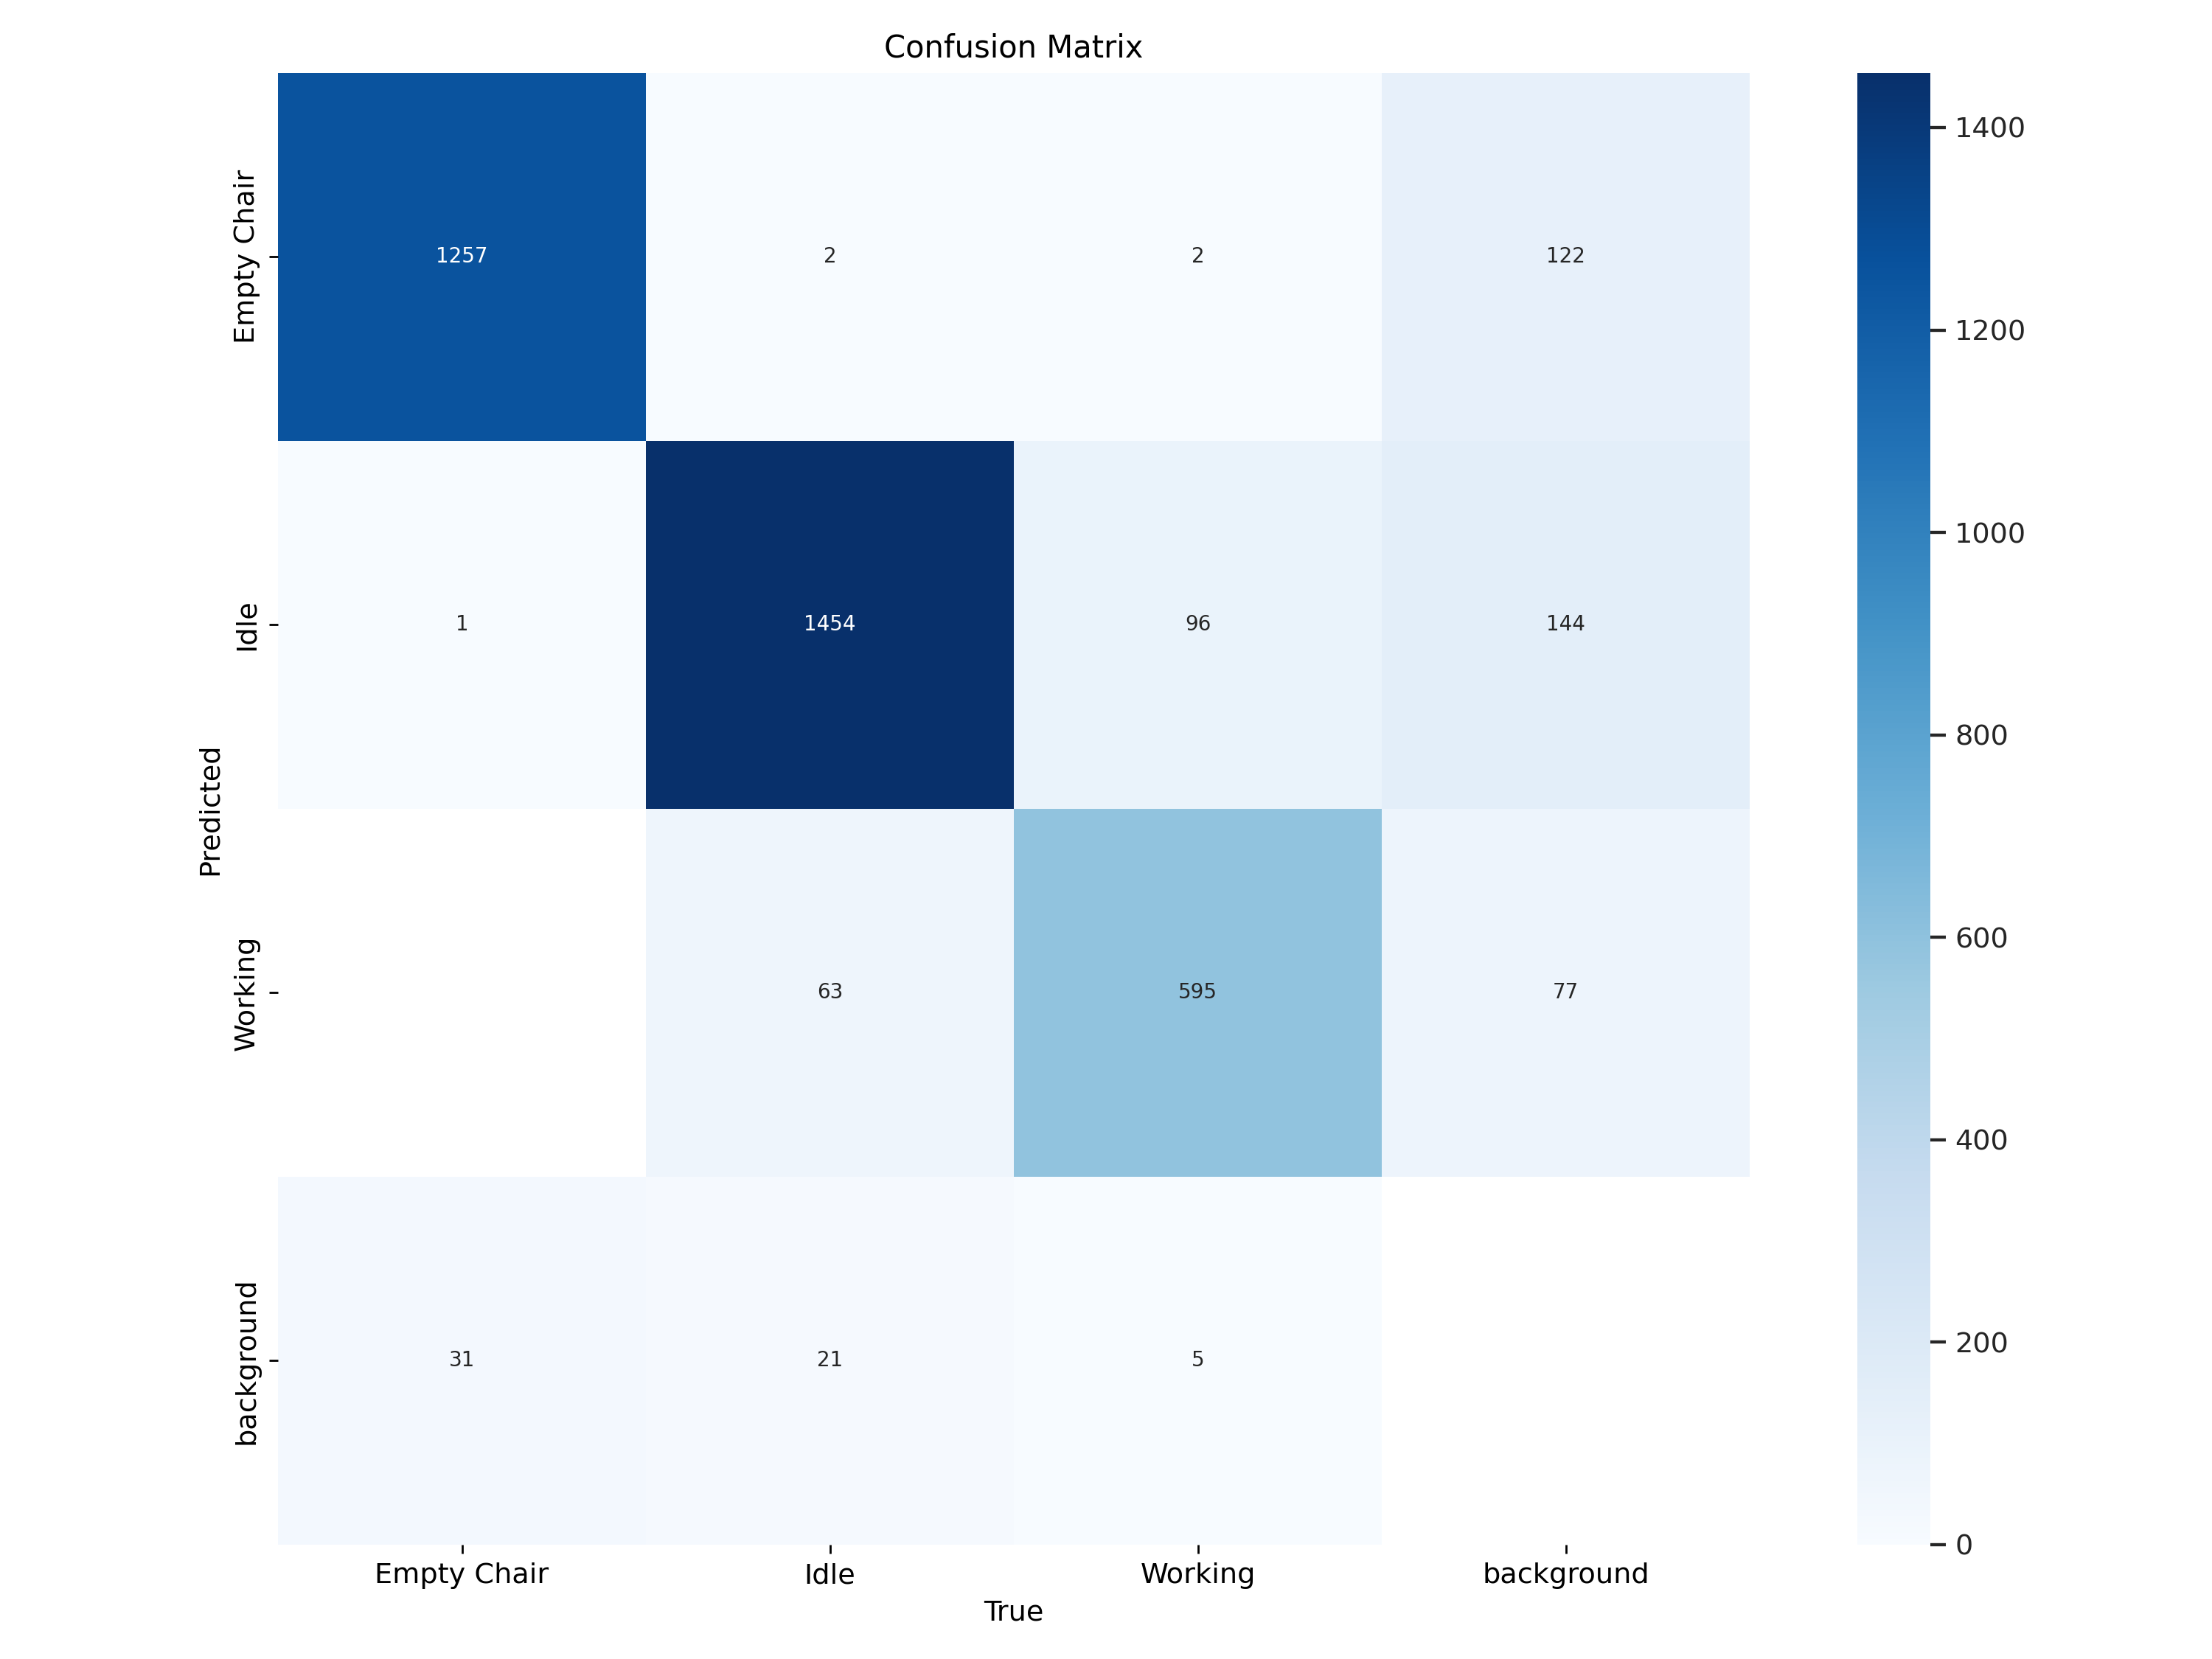 Confusion Matrix
Empty Chair
1257
2
2
122
Idle
1
1454
96
144
Working
63
595
77
background
31
21
5
Predicted
Empty Chair
Idle
Working
background
True
1400
1200
1000
800
600
400
200
0